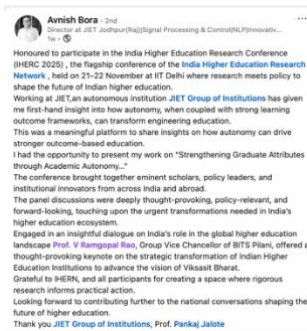 Avnish Bora · 2nd
Director at JIET Jodhpur(Raj)|Signal Processing & Control|NLP|Innovativ...
1w
Honoured to participate in the India Higher Education Research Conference
(IHERC 2025) , the flagship conference of the India Higher Education Research
Network , held on 21–22 November at IIT Delhi where research meets policy to
shape the future of Indian higher education.
Working at JIET,an autonomous institution JIET Group of Institutions has given
me first-hand insight into how autonomy, when coupled with strong learning
outcome frameworks, can transform engineering education.
This was a meaningful platform to share insights on how autonomy can drive
stronger outcome-based education.
I had the opportunity to present my work on "Strengthening Graduate Attributes
through Academic Autonomy..."
The conference brought together eminent scholars, policy leaders, and
institutional innovators from across India and abroad.
The panel discussions were deeply thought-provoking, policy-relevant, and
forward-looking, touching upon the urgent transformations needed in India's
higher education ecosystem.
Engaged in an insightful dialogue on India's role in the global higher education
landscape Prof. V Ramgopal Rao, Group Vice Chancellor of BITS Pilani, offered a
thought-provoking keynote on the strategic transformation of Indian Higher
Education Institutions to advance the vision of Viksasit Bharat.
Grateful to IHERN, and all participants for creating a space where rigorous
research informs practical action.
Looking forward to contributing further to the national conversations shaping the
future of higher education.
Thank you JIET Group of Institutions, Prof. Pankaj Jalote